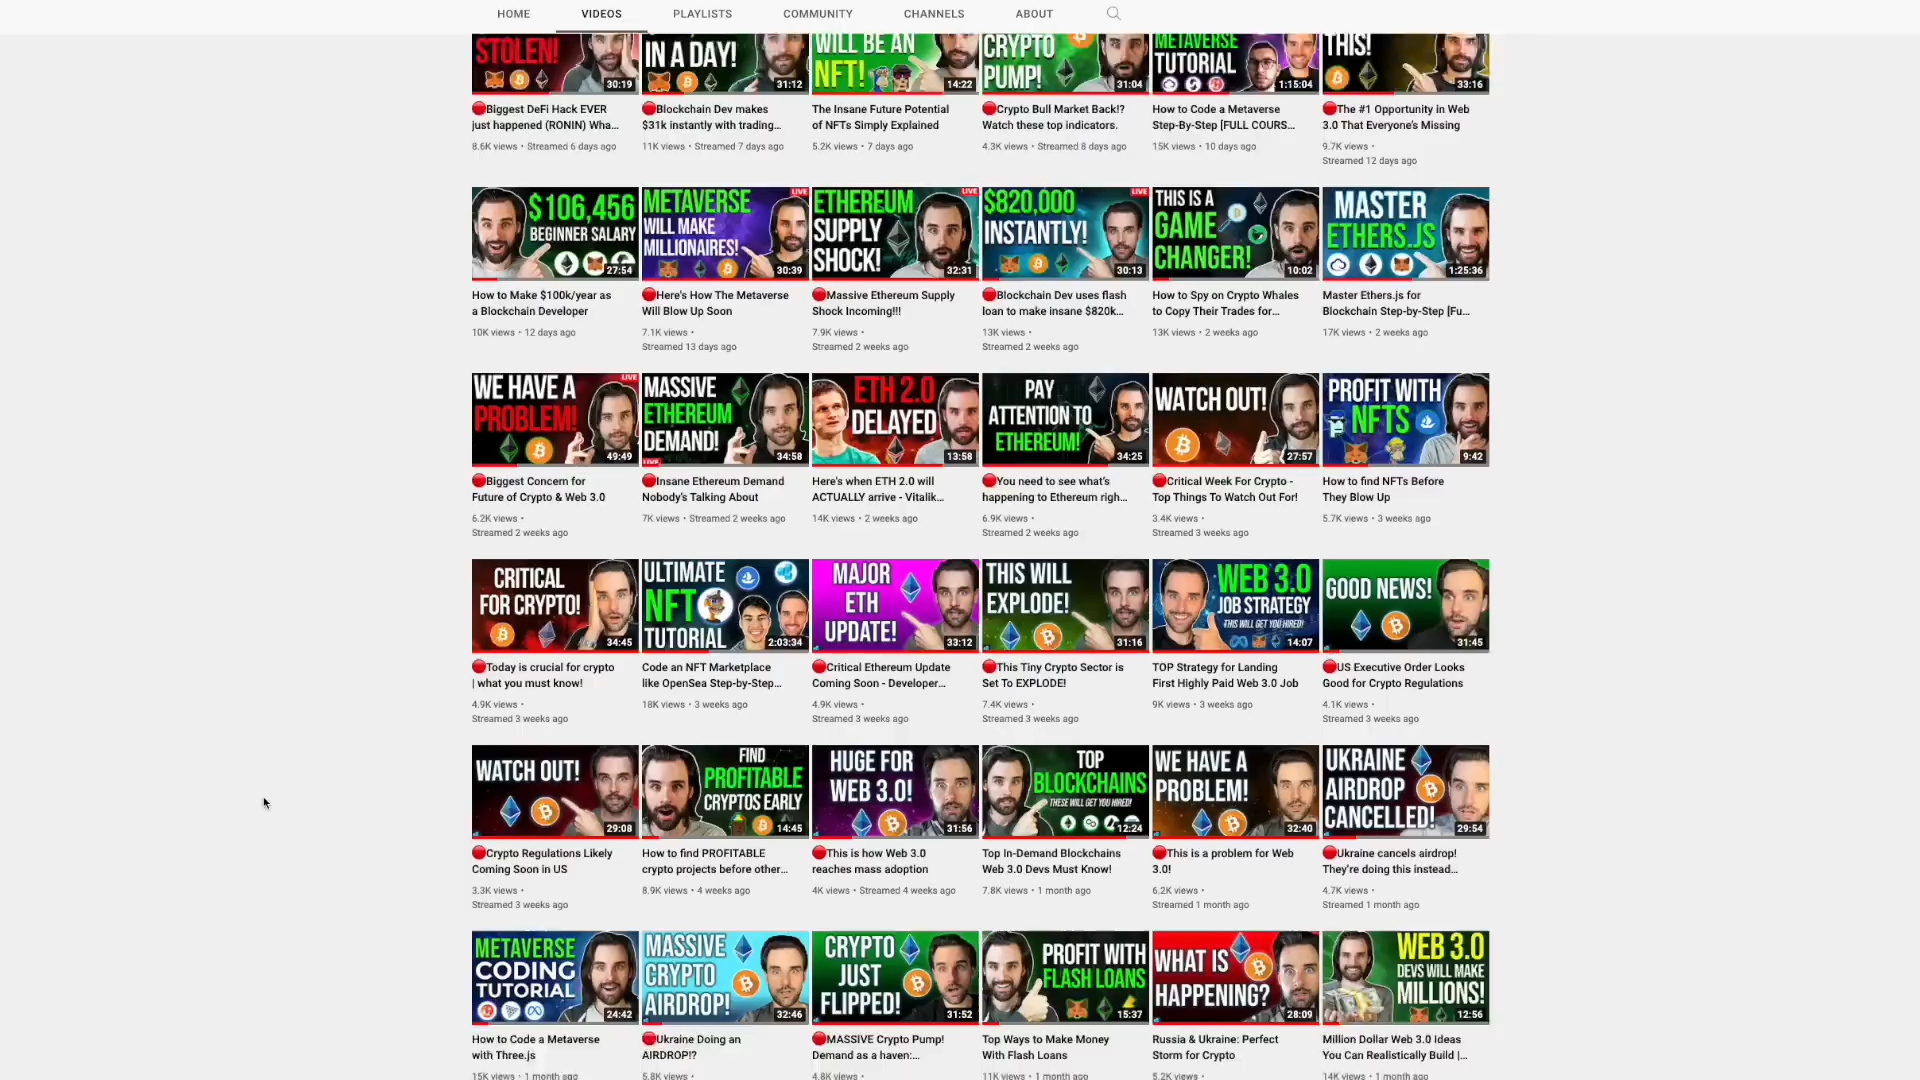 HOME VIDEOS PLAYLISTS COMMUNITY CHANNELS ABOUT
STOLEN!
30:19
IN A DAY!
31:12
WILL BE AN
NFT!
14:22
CRYPTO
PUMP!
31:04
METAVERSE
TUTORIAL
1:15:04
THIS!
33:16
🔴Biggest DeFi Hack EVER
just happened (RONIN) Wha...
8.6K views • Streamed 6 days ago
🔴Blockchain Dev makes
$31k instantly with trading...
11K views • Streamed 7 days ago
The Insane Future Potential
of NFTs Simply Explained
5.2K views • 7 days ago
🔴Crypto Bull Market Back!?
Watch these top indicators.
4.3K views • Streamed 8 days ago
How to Code a Metaverse
Step-By-Step [FULL COURS...
15K views • 10 days ago
🔴The #1 Opportunity in Web
3.0 That Everyone's Missing
9.7K views •
Streamed 12 days ago
$106,456
BEGINNER SALARY
27:54
METAVERSE
WILL MAKE
MILLIONAIRES!
LIVE
30:39
ETHEREUM
SUPPLY
SHOCK!
LIVE
32:31
$820,000
INSTANTLY!
LIVE
30:13
THIS IS A
GAME
CHANGER!
10:02
MASTER
ETHERS.JS
1:25:36
How to Make $100k/year as
a Blockchain Developer
10K views • 12 days ago
🔴Here's How The Metaverse
Will Blow Up Soon
7.1K views •
Streamed 13 days ago
🔴Massive Ethereum Supply
Shock Incoming!!!
7.9K views •
Streamed 2 weeks ago
🔴Blockchain Dev uses flash
loan to make insane $820k...
13K views •
Streamed 2 weeks ago
How to Spy on Crypto Whales
to Copy Their Trades for...
13K views • 2 weeks ago
Master Ethers.js for
Blockchain Step-by-Step [Fu...
17K views • 2 weeks ago
WE HAVE A
PROBLEM!
LIVE
49:49
MASSIVE
ETHEREUM
DEMAND!
LIVE
34:58
ETH 2.0
DELAYED
13:58
PAY
ATTENTION TO
ETHEREUM!
34:25
WATCH OUT!
27:57
PROFIT WITH
NFTS
9:42
🔴Biggest Concern for
Future of Crypto & Web 3.0
6.2K views •
Streamed 2 weeks ago
🔴Insane Ethereum Demand
Nobody's Talking About
7K views • Streamed 2 weeks ago
Here's when ETH 2.0 will
ACTUALLY arrive - Vitalik...
14K views • 2 weeks ago
🔴You need to see what's
happening to Ethereum righ...
6.9K views •
Streamed 2 weeks ago
🔴Critical Week For Crypto -
Top Things To Watch Out For!
3.4K views •
Streamed 3 weeks ago
How to find NFTs Before
They Blow Up
5.7K views • 3 weeks ago
CRITICAL
FOR CRYPTO!
34:45
ULTIMATE
NFT
TUTORIAL
2:03:34
MAJOR
ETH
UPDATE!
33:12
THIS WILL
EXPLODE!
31:16
WEB 3.0
JOB STRATEGY
THIS WILL GET YOU HIRED!
14:07
GOOD NEWS!
31:45
🔴Today is crucial for crypto
| what you must know!
4.9K views •
Streamed 3 weeks ago
Code an NFT Marketplace
like OpenSea Step-by-Step...
18K views • 3 weeks ago
🔴Critical Ethereum Update
Coming Soon - Developer...
4.9K views •
Streamed 3 weeks ago
🔴This Tiny Crypto Sector is
Set To EXPLODE!
7.4K views •
Streamed 3 weeks ago
TOP Strategy for Landing
First Highly Paid Web 3.0 Job
9K views • 3 weeks ago
🔴US Executive Order Looks
Good for Crypto Regulations
4.1K views •
Streamed 3 weeks ago
WATCH OUT!
29:08
FIND
PROFITABLE
CRYPTOS EARLY
14:45
HUGE FOR
WEB 3.0!
31:56
TOP
BLOCKCHAINS
THESE WILL GET YOU HIRED!
12:24
WE HAVE A
PROBLEM!
32:40
UKRAINE
AIRDROP
CANCELLED!
29:54
🔴Crypto Regulations Likely
Coming Soon in US
3.3K views •
Streamed 3 weeks ago
How to find PROFITABLE
crypto projects before other...
8.9K views • 4 weeks ago
🔴This is how Web 3.0
reaches mass adoption
4K views • Streamed 4 weeks ago
Top In-Demand Blockchains
Web 3.0 Devs Must Know!
7.8K views • 1 month ago
🔴This is a problem for Web
3.0!
6.2K views •
Streamed 1 month ago
🔴Ukraine cancels airdrop!
They're doing this instead...
4.7K views •
Streamed 1 month ago
METAVERSE
CODING
TUTORIAL
24:42
MASSIVE
CRYPTO
AIRDROP!
32:46
CRYPTO
JUST
FLIPPED!
31:52
PROFIT WITH
FLASH LOANS
15:37
WHAT IS
HAPPENING?
28:09
WEB 3.0
DEVS WILL MAKE
MILLIONS!
12:56
How to Code a Metaverse
with Three.js
15K views • 1 month ago
🔴Ukraine Doing an
AIRDROP!?
5.8K views •
🔴MASSIVE Crypto Pump!
Demand as a haven:...
4.8K views •
Top Ways to Make Money
With Flash Loans
11K views • 1 month ago
Russia & Ukraine: Perfect
Storm for Crypto
5.2K views •
Million Dollar Web 3.0 Ideas
You Can Realistically Build |...
14K views • 1 month ago